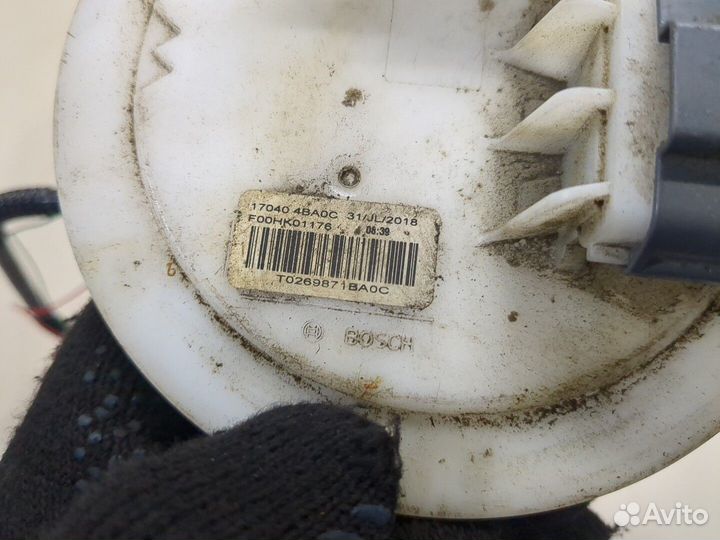 17040 4BA0C 31/JL/2018
F00HK01176 08:39
T0269871BA0C
BOSCH
Avito